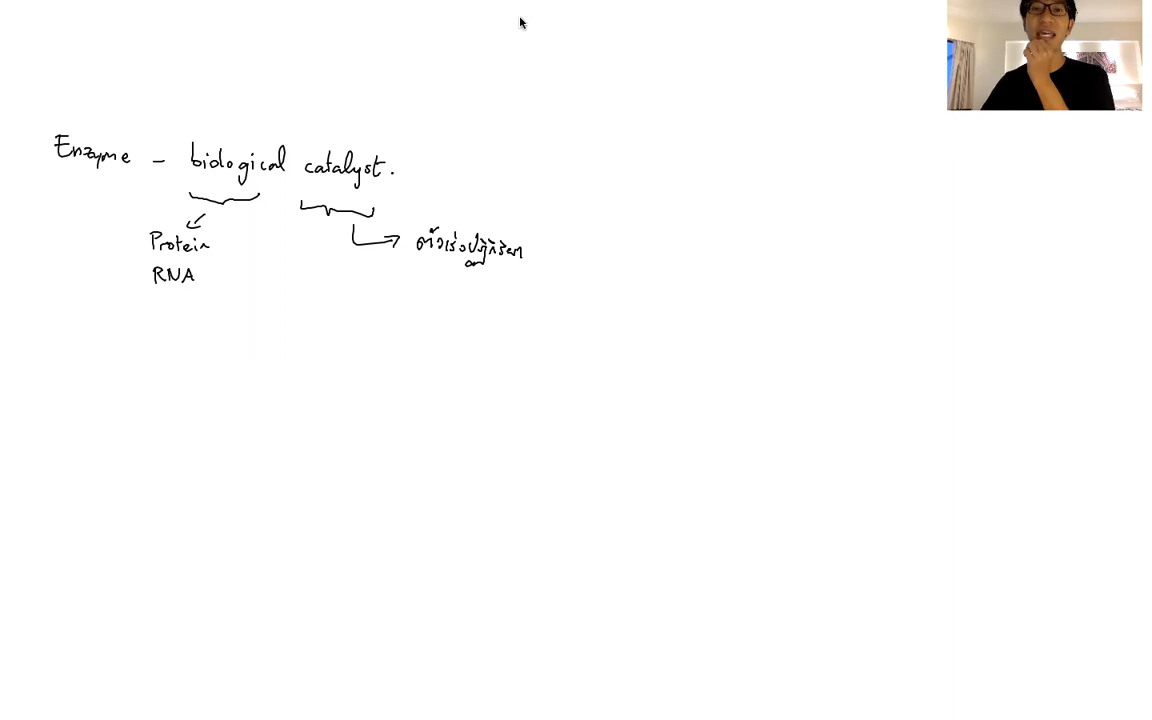 Enzyme - biological catalyst.
ตัวเร่งปฏิกิริยา
Protein
RNA